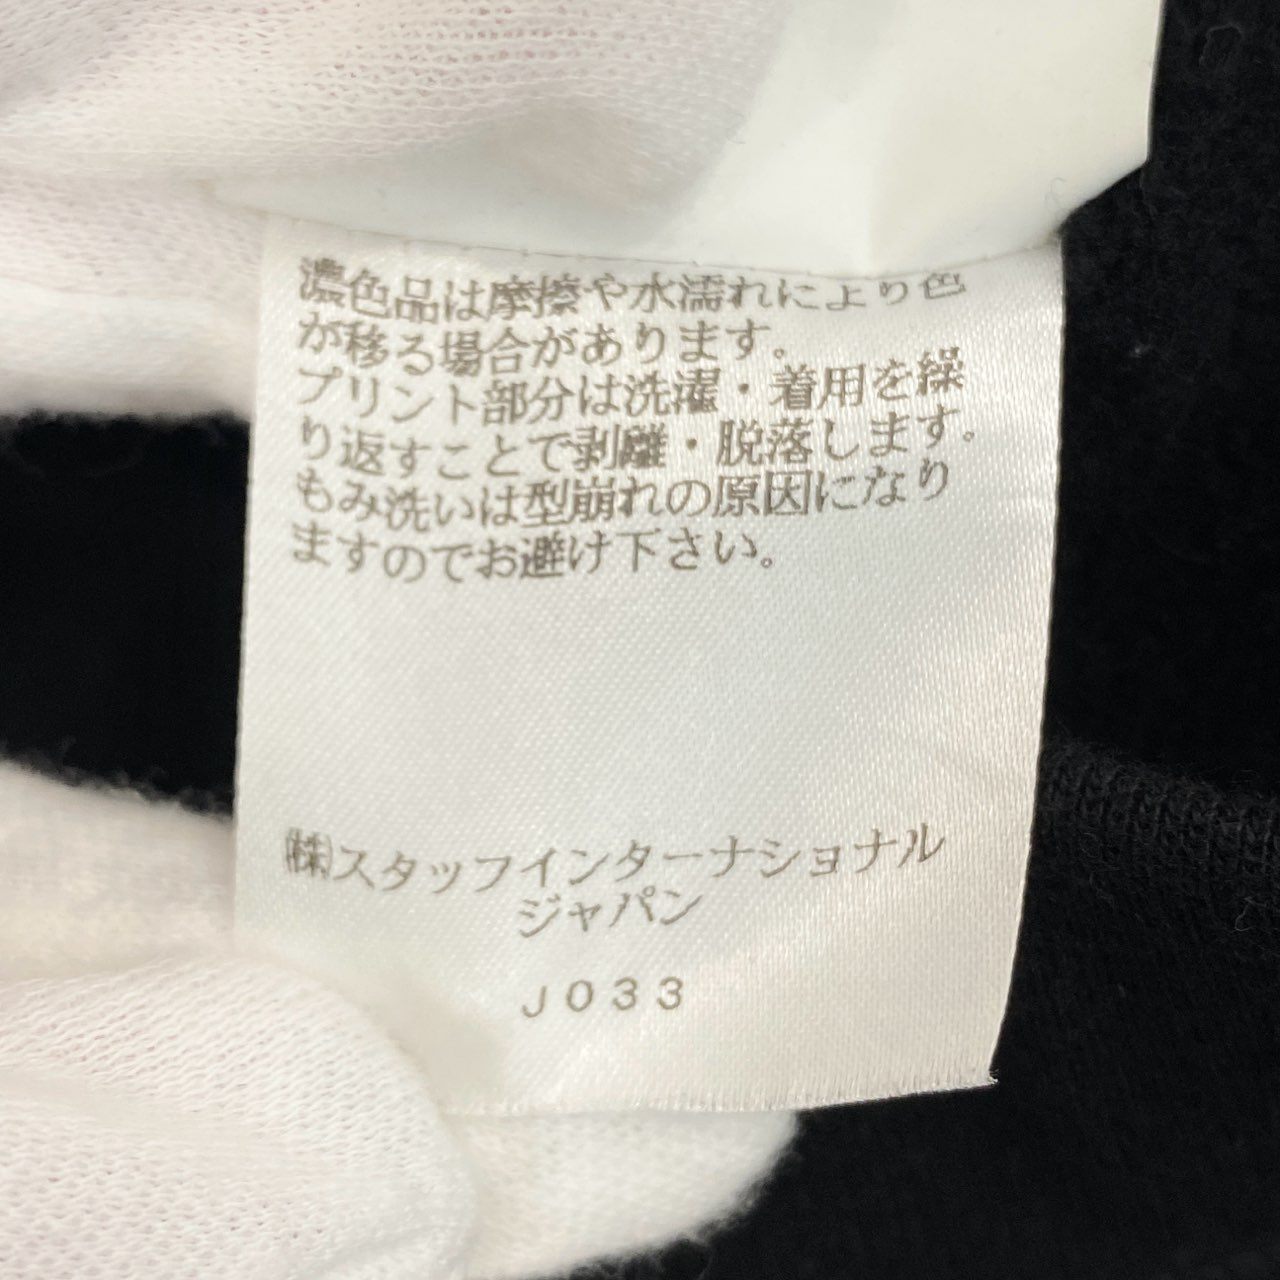 濃色品は摩擦や水濡れにより色
が移る場合があります。
プリント部分は洗濯・着用を繰
り返すことで剥離・脱落します。
もみ洗いは型崩れの原因になり
ますのでお避け下さい。
㈱スタッフインターナショナル
ジャパン
J033